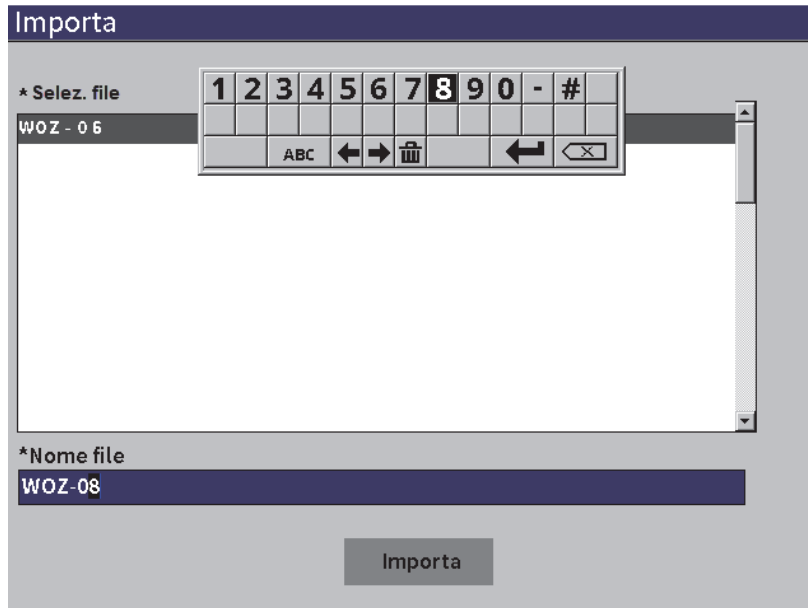 Importa
* Selez. file
1 2 3 4 5 6 7 8 9 0 - #
WOZ - 0 6
ABC
*Nome file
WOZ-08
Importa